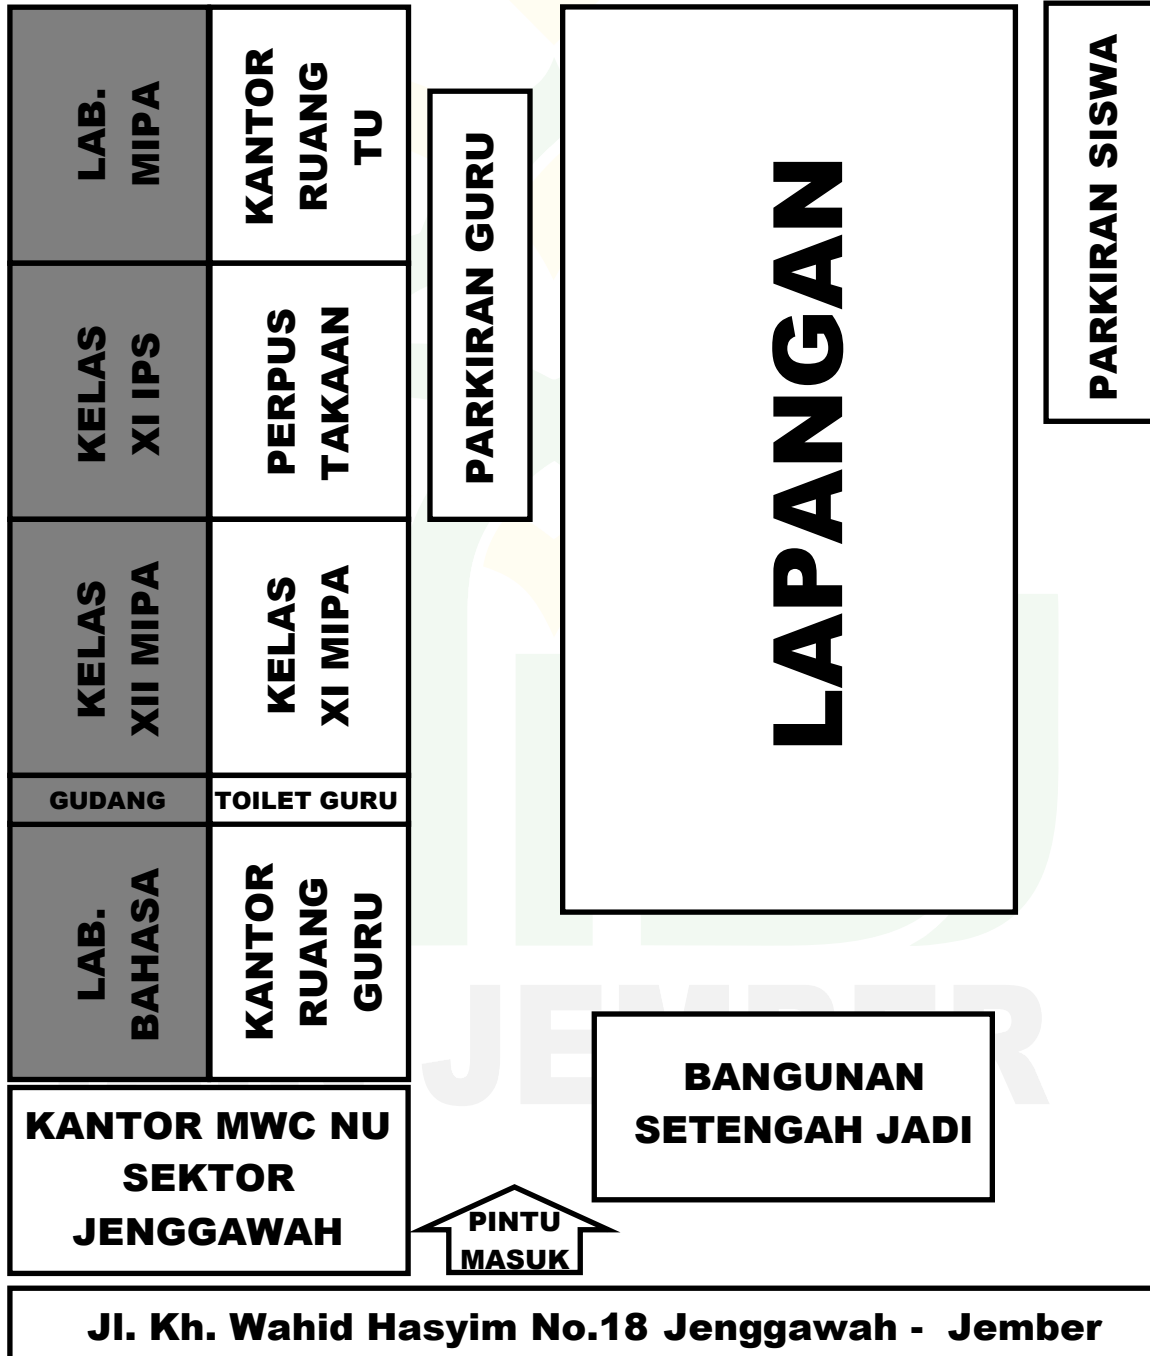 LAB.
MIPA
KANTOR
RUANG
TU
PARKIRAN GURU
LAPANGAN
PARKIRAN SISWA
KELAS
XI IPS
PERPUS
TAKAAN
KELAS
XII MIPA
KELAS
XI MIPA
GUDANG
TOILET GURU
LAB.
BAHASA
KANTOR
RUANG
GURU
JEMBER
BANGUNAN
SETENGAH JADI
KANTOR MWC NU
SEKTOR
JENGGAWAH
PINTU
MASUK
Jl. Kh. Wahid Hasyim No.18 Jenggawah - Jember